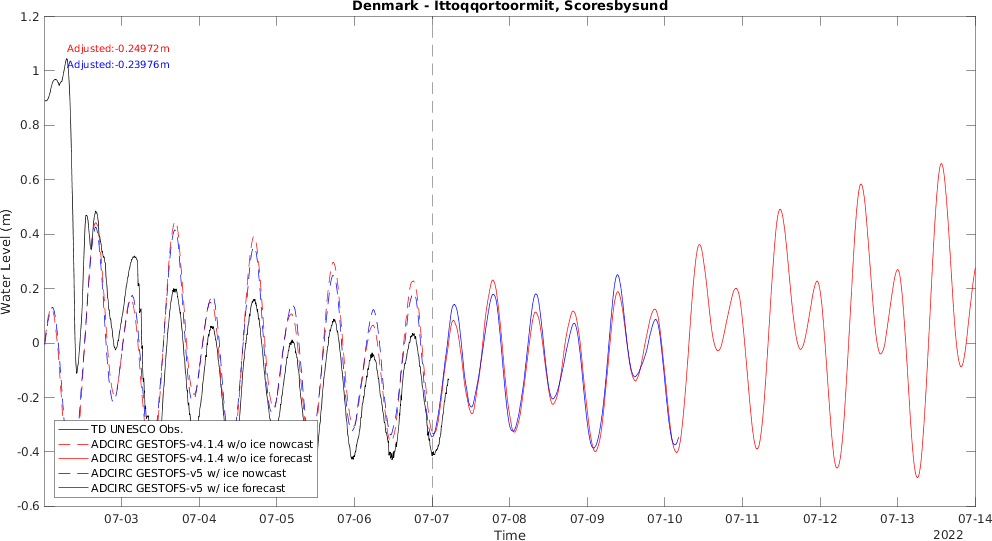 Denmark - Ittoqqortoormiit, Scoresbysund
1.2
1
0.8
0.6
0.4
0.2
0
-0.2
-0.4
-0.6
Water Level (m)
Adjusted:-0.24972m
Adjusted:-0.23976m
TD UNESCO Obs.
ADCIRC GESTOFS-v4.1.4 w/o ice nowcast
ADCIRC GESTOFS-v4.1.4 w/o ice forecast
ADCIRC GESTOFS-v5 w/ ice nowcast
ADCIRC GESTOFS-v5 w/ ice forecast
07-03 07-04 07-05 07-06 07-07 07-08 07-09 07-10 07-11 07-12 07-13 07-14
Time
2022